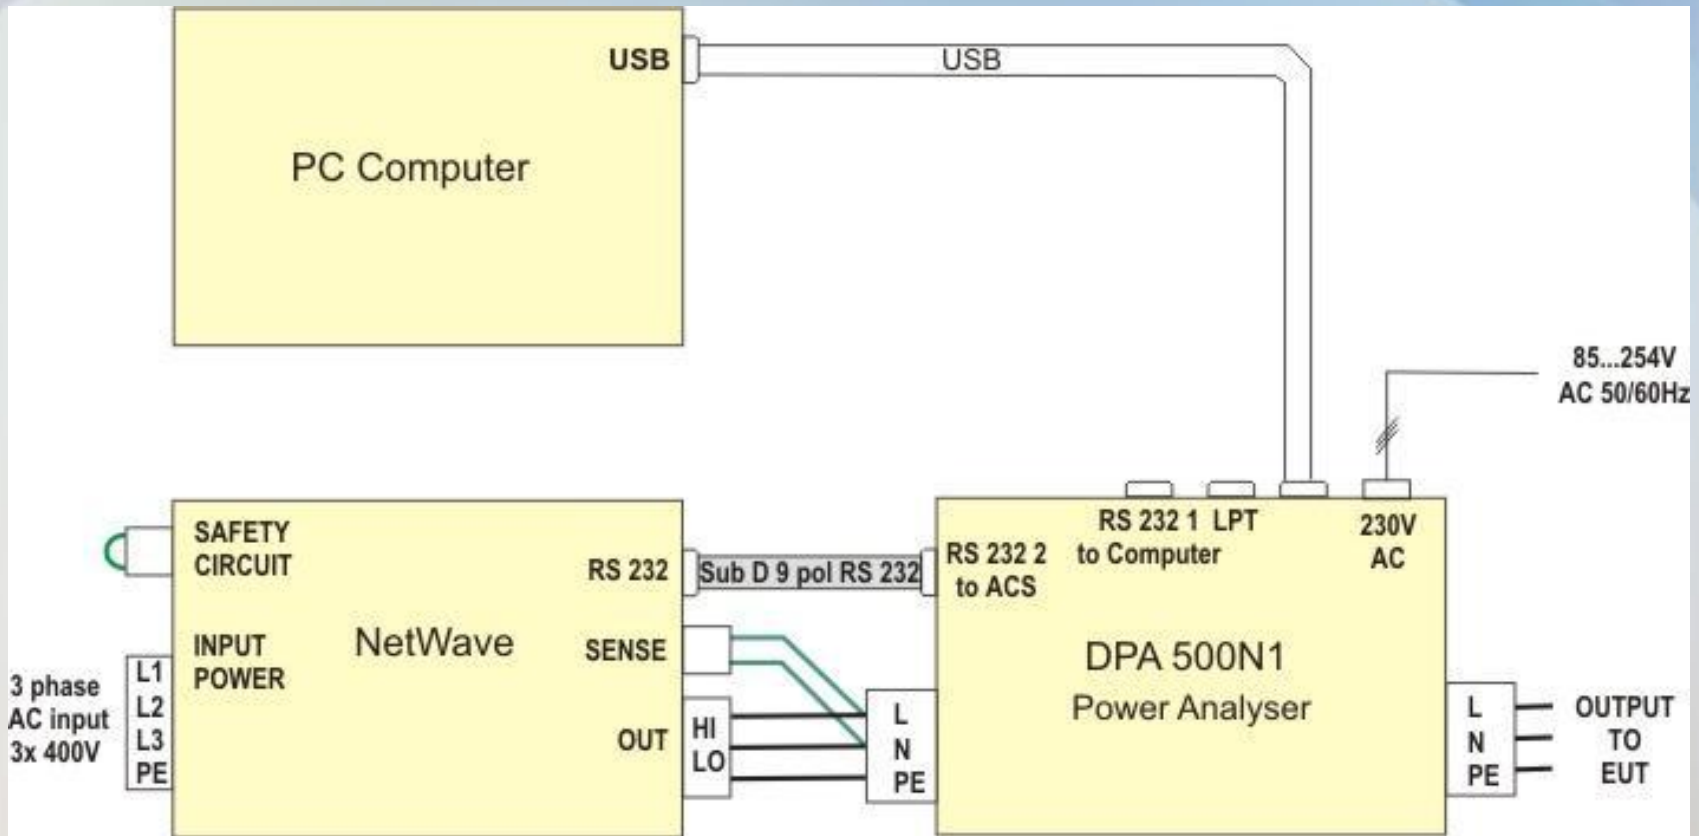 USB
USB
PC Computer
85...254V
AC 50/60Hz
SAFETY
CIRCUIT
RS 232
Sub D 9 pol RS 232
RS 232 2
to ACS
RS 232 1 LPT
to Computer
230V
AC
INPUT
POWER
NetWave
SENSE
DPA 500N1
Power Analyser
3 phase
AC input
3x 400V
L1
L2
L3
PE
OUT
HI
LO
L
N
PE
L
N
PE
OUTPUT
TO
EUT